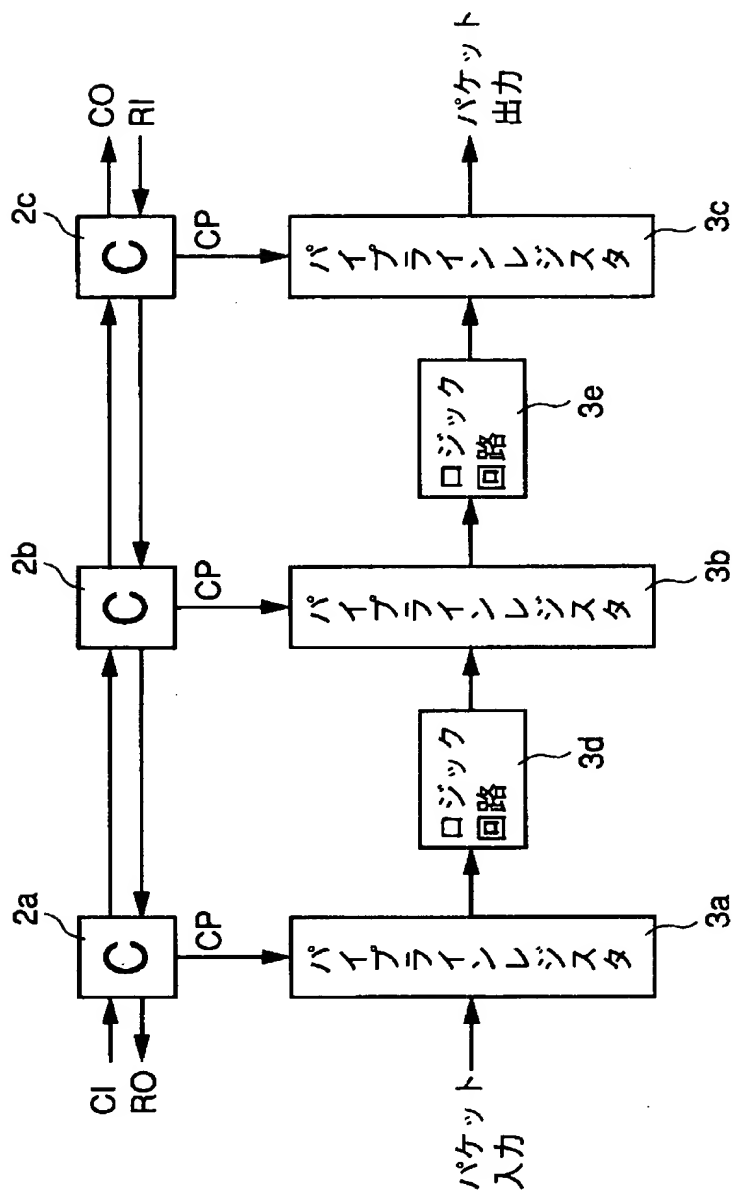 2a
2b
2c
CI
RO
C
C
C
CO
RI
CP
CP
CP
パケット
入力
パイプラインレジスタ
ロジック
回路
パイプラインレジスタ
ロジック
回路
パイプラインレジスタ
パケット
出力
3a
3d
3b
3e
3c